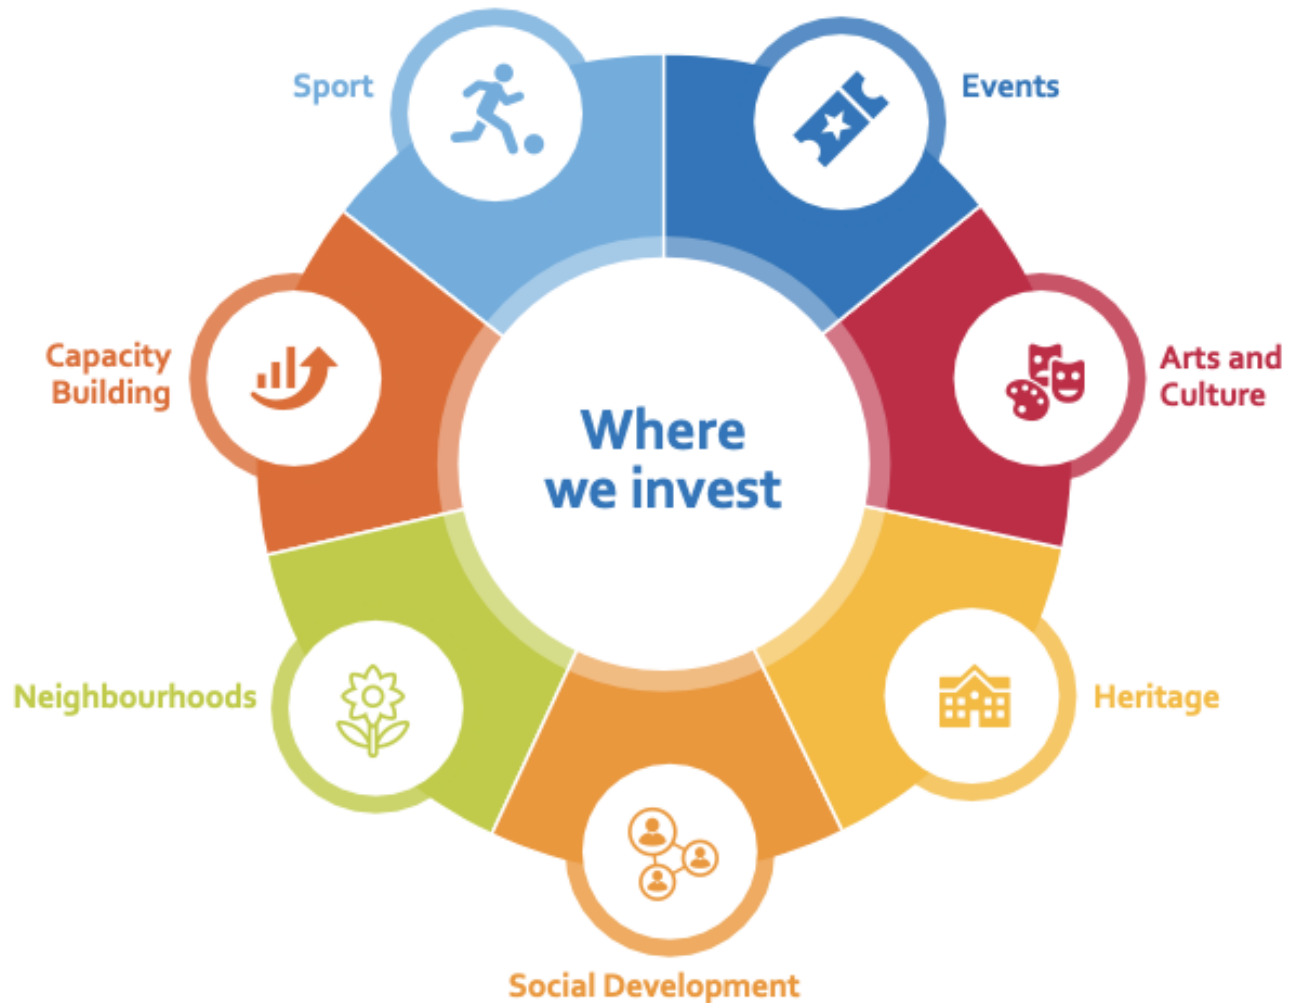 Sport
Events
Capacity
Building
Arts and
Culture
Where
we invest
Neighbourhoods
Heritage
Social Development